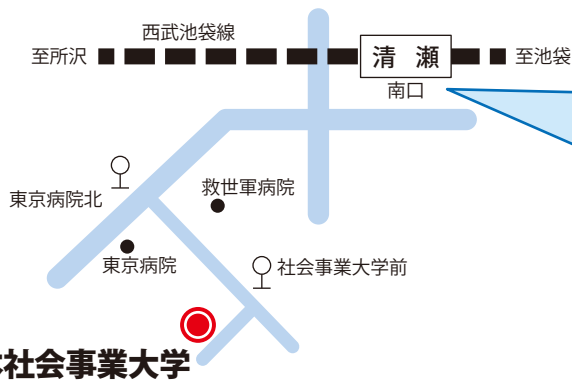 西武池袋線
至所沢
清 瀬
至池袋
南口
東京病院北
救世軍病院
東京病院
社会事業大学前
社会事業大学